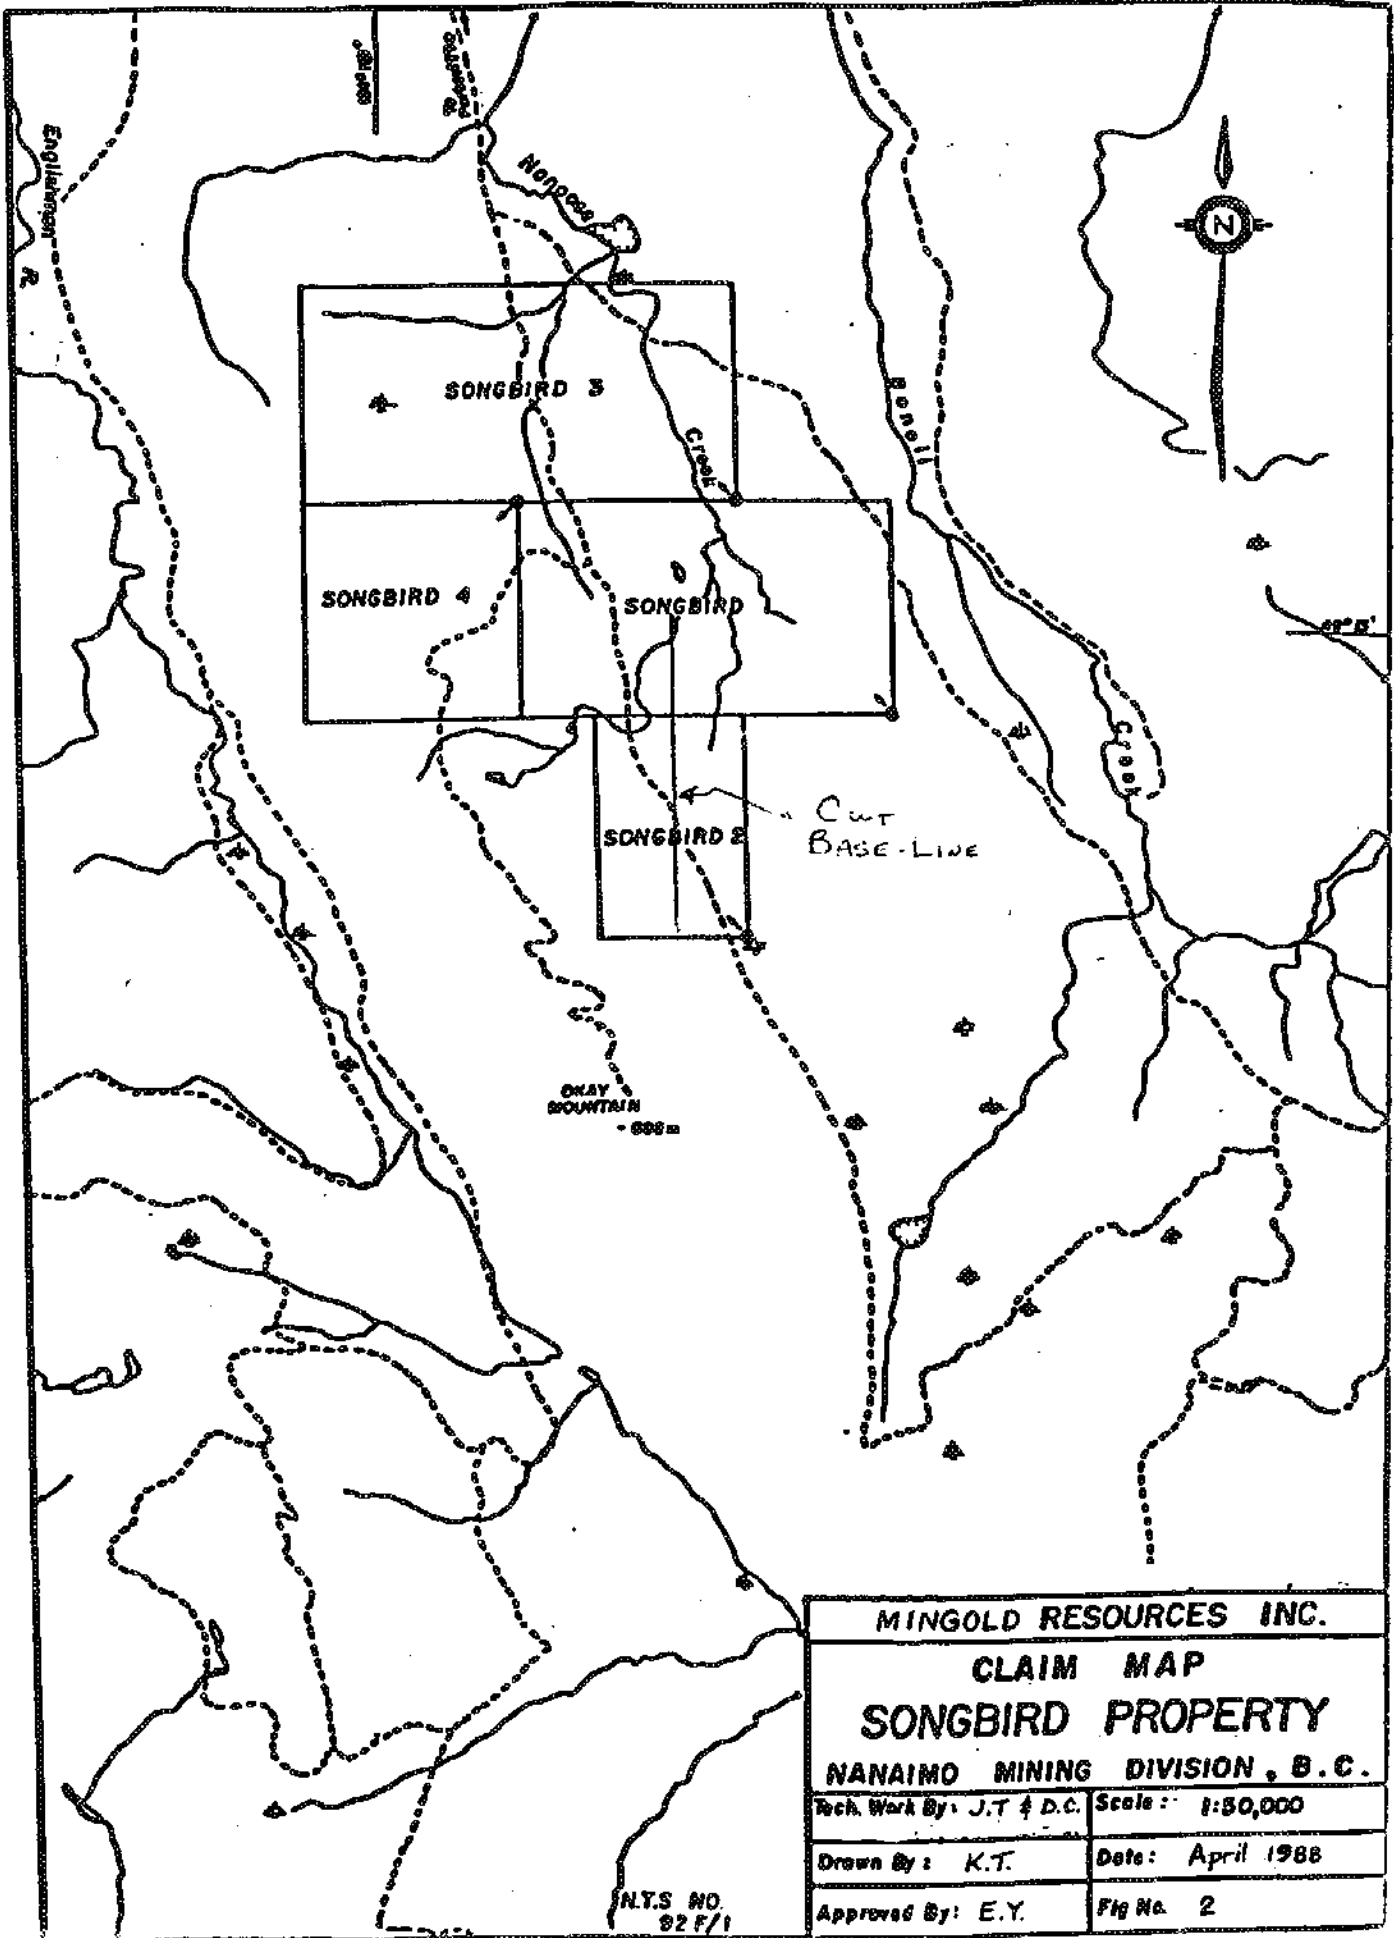 Englishman
R.
Nanoose
SONGBIRD 3
Creek
Bonell
SONGBIRD 4
SONGBIRD
49° 15'
Creek
CUT
BASE-LINE
SONGBIRD 2
OKAY
MOUNTAIN
N
MINGOLD RESOURCES INC.
CLAIM MAP
SONGBIRD PROPERTY
NANAIMO MINING DIVISION, B.C.
Tech. Work By: J.T & D.C.
Scale: 1:50,000
Drawn By: K.T.
Date: April 1988
Approved By: E.Y.
Fig No. 2
N.T.S NO.
92 F/1